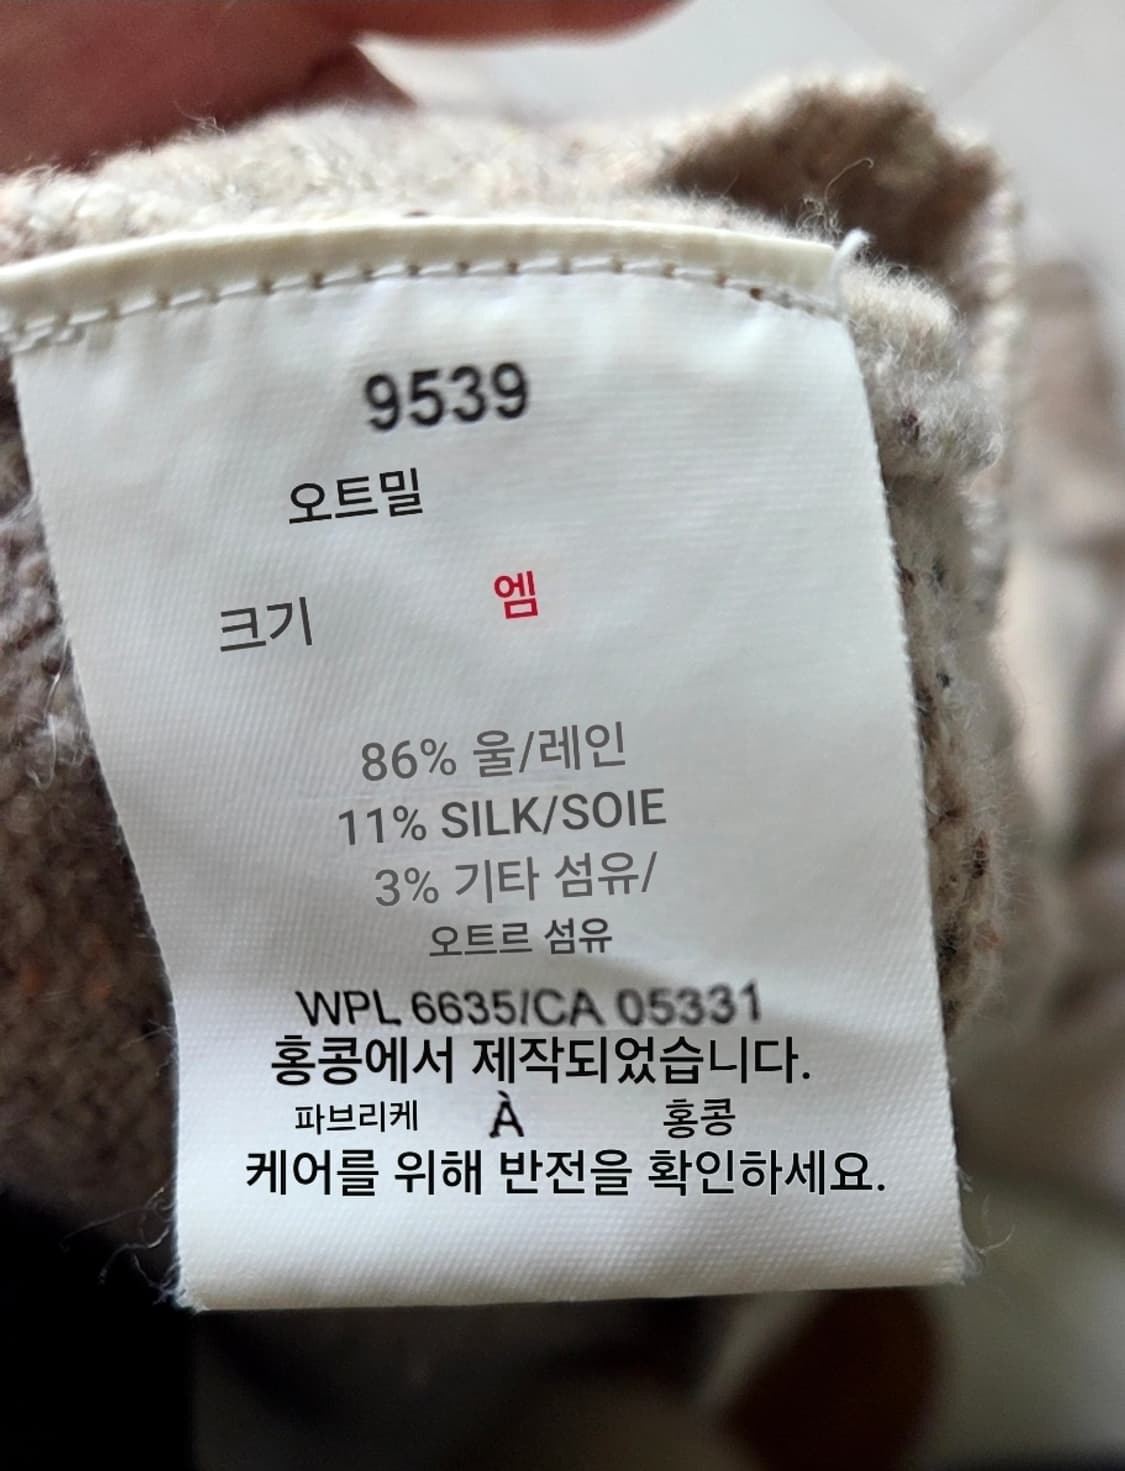 9539
오트밀
크기 엠
86% 울/레인
11% SILK/SOIE
3% 기타 섬유/
오트르 섬유
WPL 6635/CA 05331
홍콩에서 제작되었습니다.
파브리케 À 홍콩
케어를 위해 반전을 확인하세요.